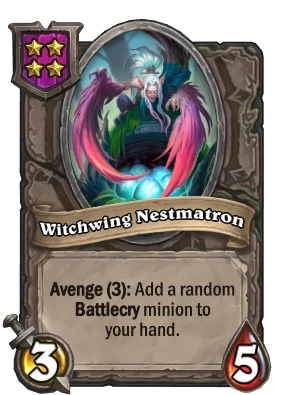 Witchwing Nestmatron
Avenge (3): Add a random
Battlecry minion to
your hand.
3
5